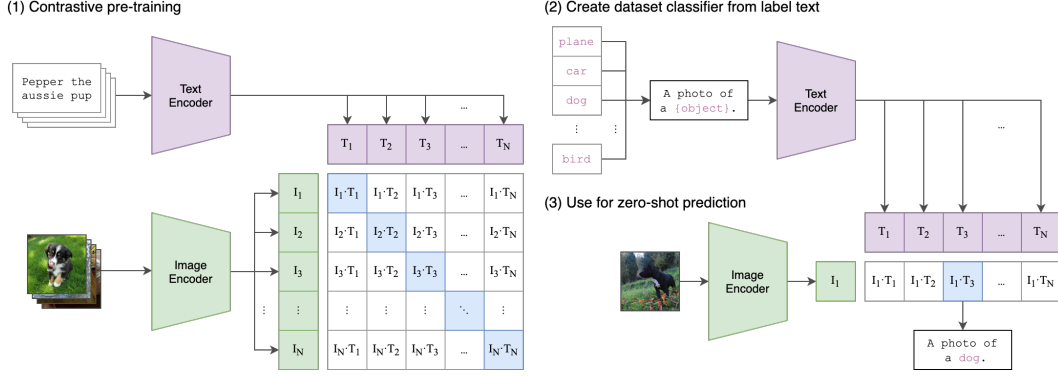 (1) Contrastive pre-training
Pepper the
aussie pup
Text
Encoder
...
T1 T2 T3 ... TN
I1 I1·T1 I1·T2 I1·T3 ... I1·TN
I2 I2·T1 I2·T2 I2·T3 ... I2·TN
I3 I3·T1 I3·T2 I3·T3 ... I3·TN
⋮ ⋮ ⋮ ⋮ ⋮ ⋱ ⋮
IN IN·T1 IN·T2 IN·T3 ... IN·TN
Image
Encoder
(2) Create dataset classifier from label text
plane
car
dog
⋮ ⋮
bird
A photo of
a {object}.
Text
Encoder
...
(3) Use for zero-shot prediction
Image
Encoder
T1 T2 T3 ... TN
I1 I1·T1 I1·T2 I1·T3 ... I1·TN
A photo of
a dog.